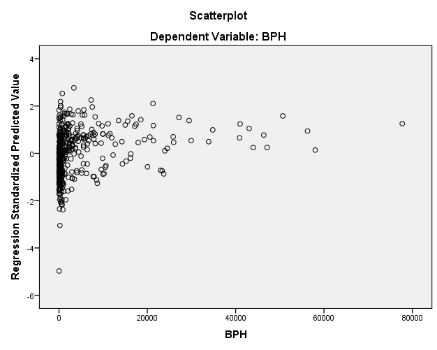 Scatterplot
Dependent Variable: BPH
Regression Standardized Predicted Value
4
2
0
-2
-4
-6
0
20000
40000
60000
80000
BPH